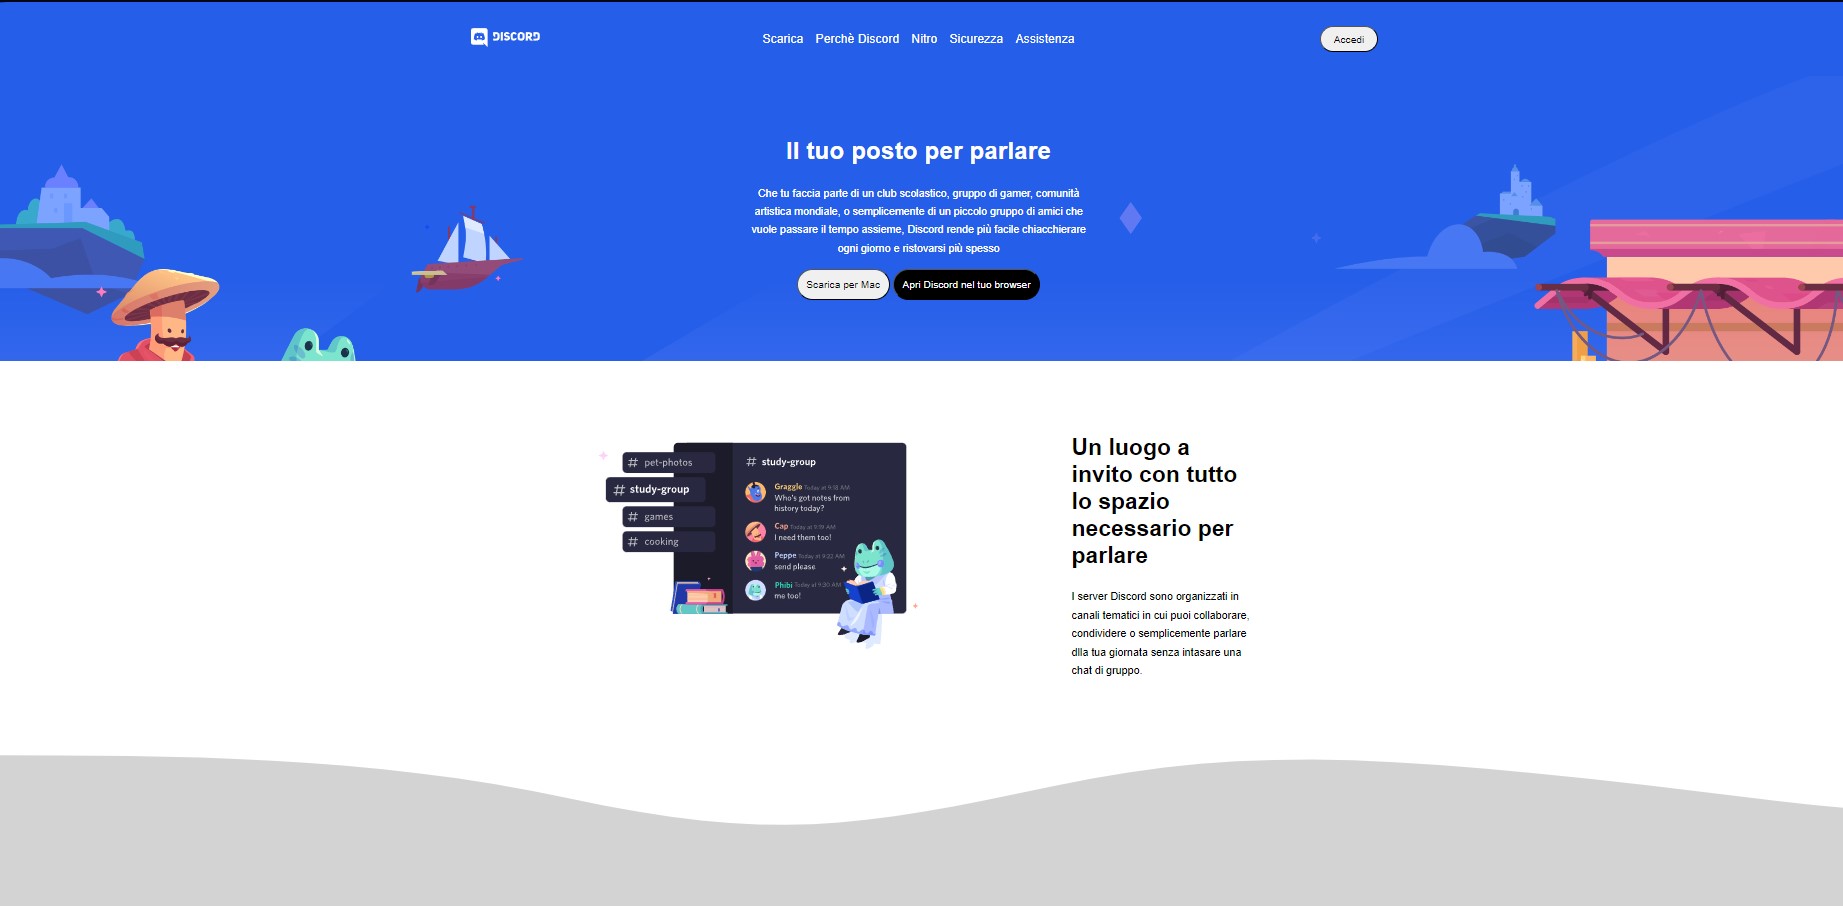 DISCORD
Scarica Perchè Discord Nitro Sicurezza Assistenza
Accedi
Il tuo posto per parlare
Che tu faccia parte di un club scolastico, gruppo di gamer, comunità
artistica mondiale, o semplicemente di un piccolo gruppo di amici che
vuole passare il tempo assieme, Discord rende più facile chiacchierare
ogni giorno e ristovarsi più spesso
Scarica per Mac
Apri Discord nel tuo browser
# pet-photos
# study-group
# games
# cooking
# study-group
Graggle Today at 9:18 AM
Who's got notes from
history today?
Cap Today at 9:19 AM
I need them too!
Peppe Today at 9:22 AM
send please
Phibi Today at 9:20 AM
me too!
Un luogo a
invito con tutto
lo spazio
necessario per
parlare
I server Discord sono organizzati in
canali tematici in cui puoi collaborare,
condividere o semplicemente parlare
dlla tua giornata senza intasare una
chat di gruppo.